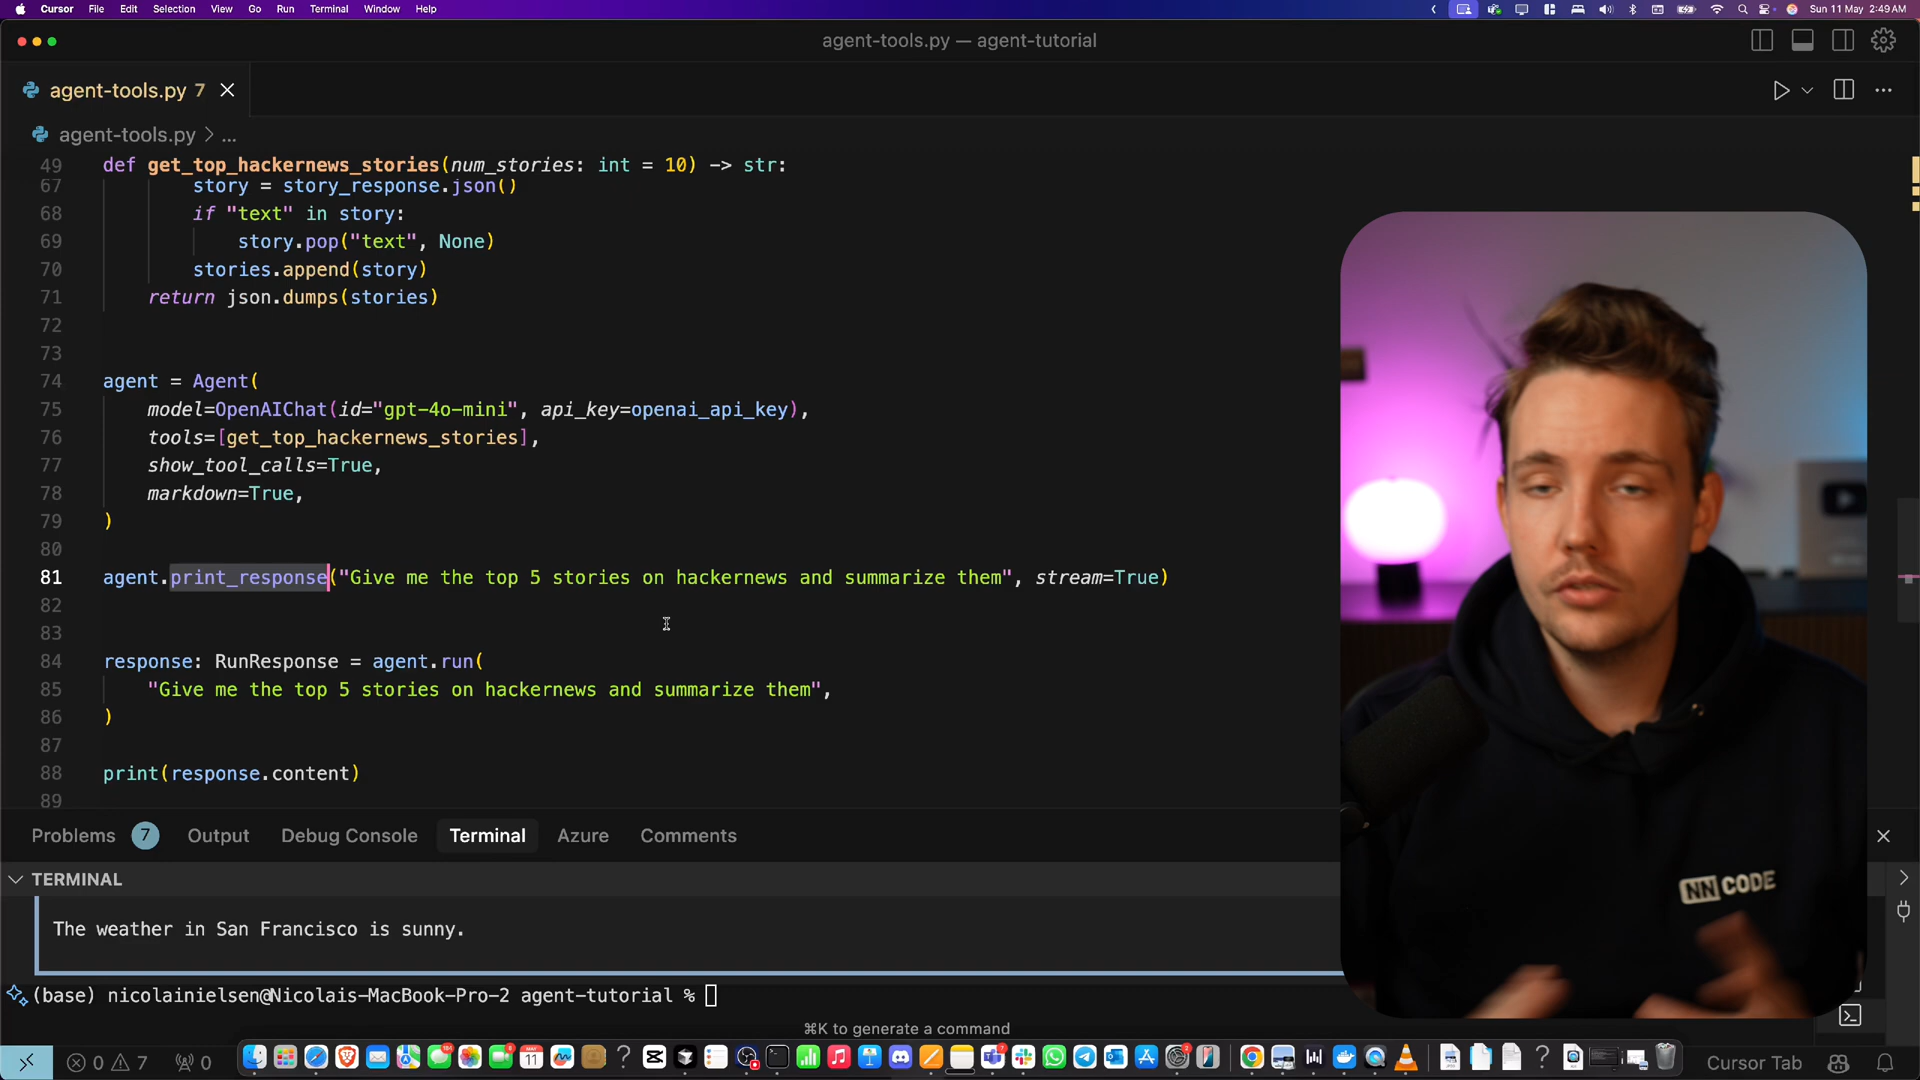 Cursor File Edit Selection View Go Run Terminal Window Help Sun 11 May 2:49 AM
agent-tools.py — agent-tutorial
agent-tools.py 7
agent-tools.py > ...
49 def get_top_hackernews_stories(num_stories: int = 10) -> str:
67 story = story_response.json()
68 if "text" in story:
69 story.pop("text", None)
70 stories.append(story)
71 return json.dumps(stories)
72
73
74 agent = Agent(
75 model=OpenAIChat(id="gpt-4o-mini", api_key=openai_api_key),
76 tools=[get_top_hackernews_stories],
77 show_tool_calls=True,
78 markdown=True,
79 )
80
81 agent.print_response("Give me the top 5 stories on hackernews and summarize them", stream=True)
82
83
84 response: RunResponse = agent.run(
85 "Give me the top 5 stories on hackernews and summarize them",
86 )
87
88 print(response.content)
89
Problems 7 Output Debug Console Terminal Azure Comments
TERMINAL
The weather in San Francisco is sunny.
(base) nicolainielsen@Nicolais-MacBook-Pro-2 agent-tutorial %
⌘K to generate a command
NN CODE
0 7 0 Cursor Tab